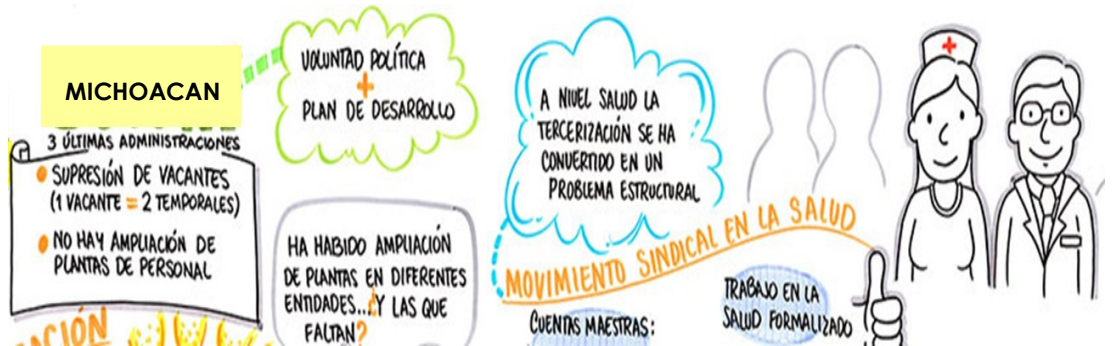 MICHOACAN
3 ÚLTIMAS ADMINISTRACIONES
SUPRESIÓN DE VACANTES
(1 VACANTE = 2 TEMPORALES)
NO HAY AMPLIACIÓN DE
PLANTAS DE PERSONAL
VOLUNTAD POLÍTICA
+
PLAN DE DESARROLLO
HA HABIDO AMPLIACIÓN
DE PLANTAS EN DIFERENTES
ENTIDADES...¿Y LAS QUE
FALTAN?
A NIVEL SALUD LA
TERCERIZACIÓN SE HA
CONVERTIDO EN UN
PROBLEMA ESTRUCTURAL
MOVIMIENTO SINDICAL EN LA SALUD
CUENTAS MAESTRAS:
TRABAJO EN LA
SALUD FORMALIZADO